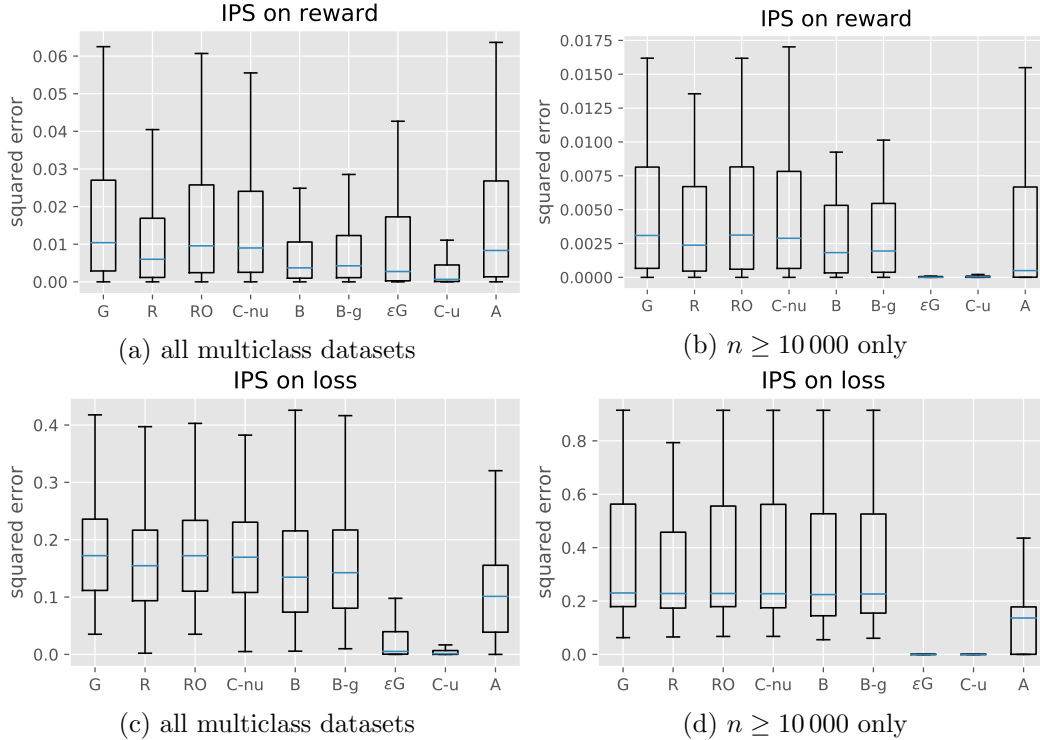 IPS on reward
squared error
0.06
0.05
0.04
0.03
0.02
0.01
0.00
G R RO C-nu B B-g εG C-u A
(a) all multiclass datasets
IPS on reward
squared error
0.0175
0.0150
0.0125
0.0100
0.0075
0.0050
0.0025
0.0000
G R RO C-nu B B-g εG C-u A
(b) n ≥ 10 000 only
IPS on loss
squared error
0.4
0.3
0.2
0.1
0.0
G R RO C-nu B B-g εG C-u A
(c) all multiclass datasets
IPS on loss
squared error
0.8
0.6
0.4
0.2
0.0
G R RO C-nu B B-g εG C-u A
(d) n ≥ 10 000 only